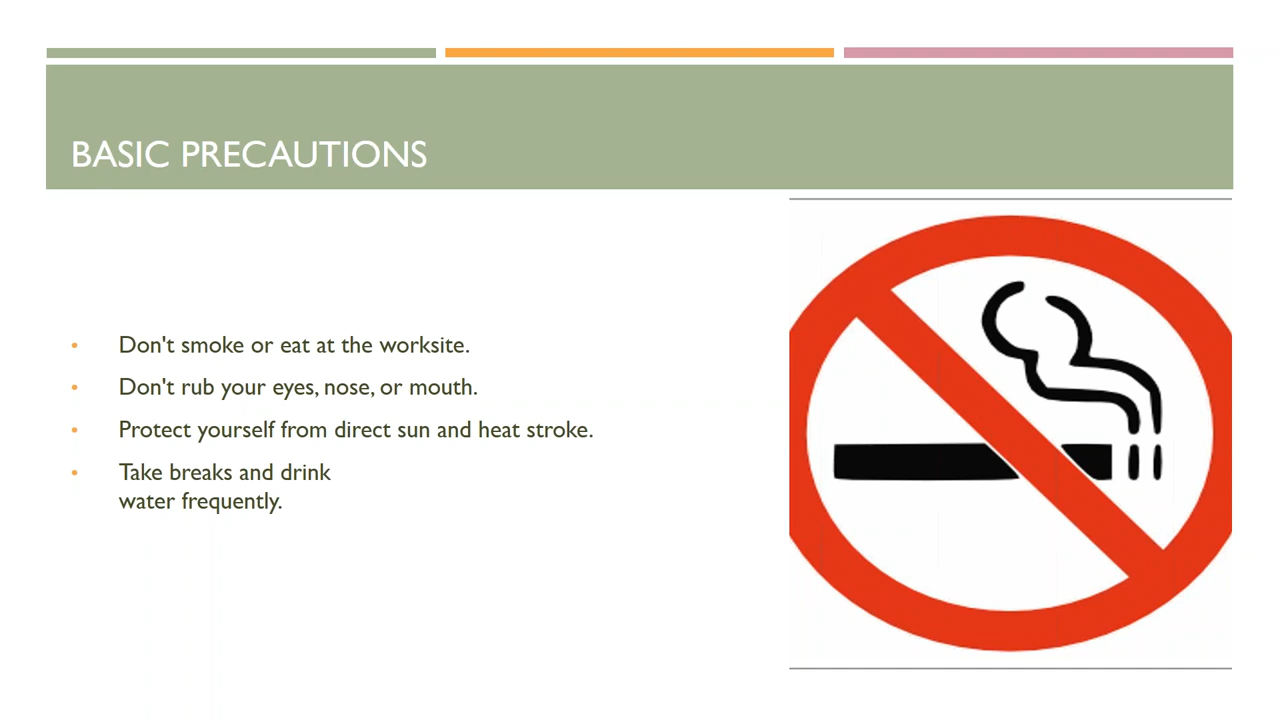 BASIC PRECAUTIONS
• Don't smoke or eat at the worksite.
• Don't rub your eyes, nose, or mouth.
• Protect yourself from direct sun and heat stroke.
• Take breaks and drink
water frequently.